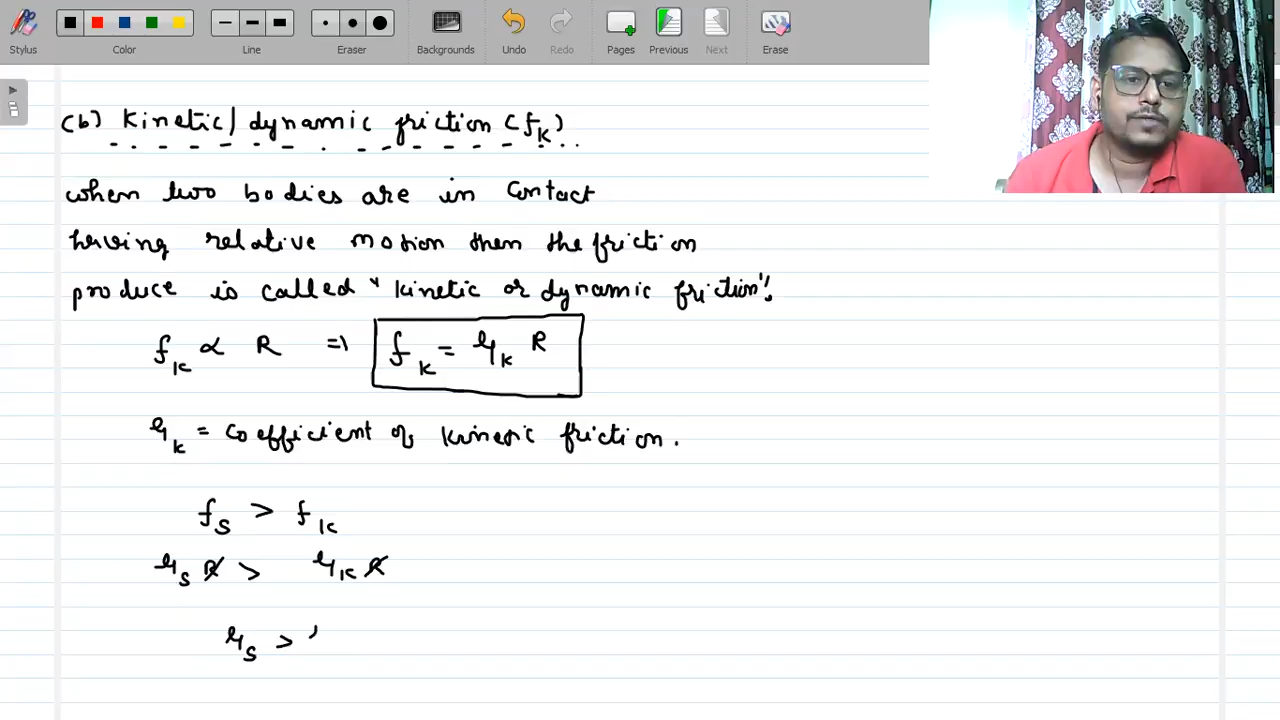 Stylus Color Line Eraser Backgrounds Undo Redo Pages Previous Next Erase
(b) Kinetic/dynamic friction (fk)
when two bodies are in Contact
having relative motion then the friction
produce is called "kinetic or dynamic friction".
fk ∝ R ⇒ fk = μk R
μk = coefficient of kinetic friction.
fs > fk
μs R > μk R
μs >